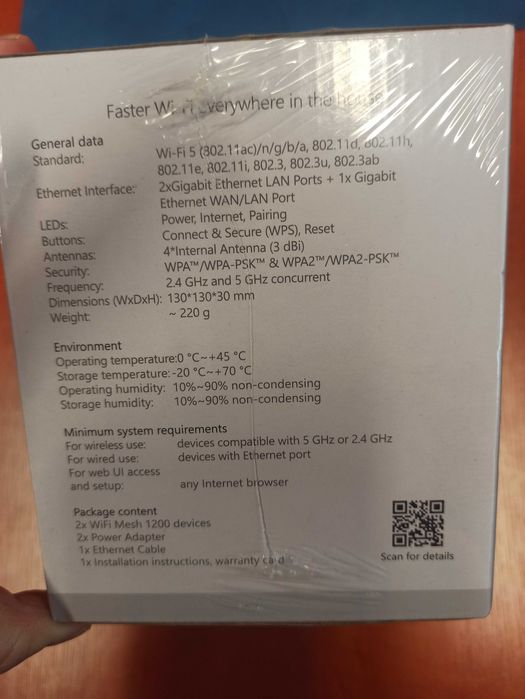 Faster Wi-Fi everywhere in the house
General data
Standard: Wi-Fi 5 (802.11ac)/n/g/b/a, 802.11d, 802.11h,
802.11e, 802.11i, 802.3, 802.3u, 802.3ab
Ethernet Interface: 2xGigabit Ethernet LAN Ports + 1x Gigabit
Ethernet WAN/LAN Port
LEDs: Power, Internet, Pairing
Buttons: Connect & Secure (WPS), Reset
Antennas: 4*Internal Antenna (3 dBi)
Security: WPA™/WPA-PSK™ & WPA2™/WPA2-PSK™
Frequency: 2.4 GHz and 5 GHz concurrent
Dimensions (WxDxH): 130*130*30 mm
Weight: ~ 220 g
Environment
Operating temperature:0 °C~+45 °C
Storage temperature:-20 °C~+70 °C
Operating humidity: 10%~90% non-condensing
Storage humidity: 10%~90% non-condensing
Minimum system requirements
For wireless use: devices compatible with 5 GHz or 2.4 GHz
For wired use: devices with Ethernet port
For web UI access
and setup: any Internet browser
Package content
2x WiFi Mesh 1200 devices
2x Power Adapter
1x Ethernet Cable
1x Installation instructions, warranty card
Scan for details